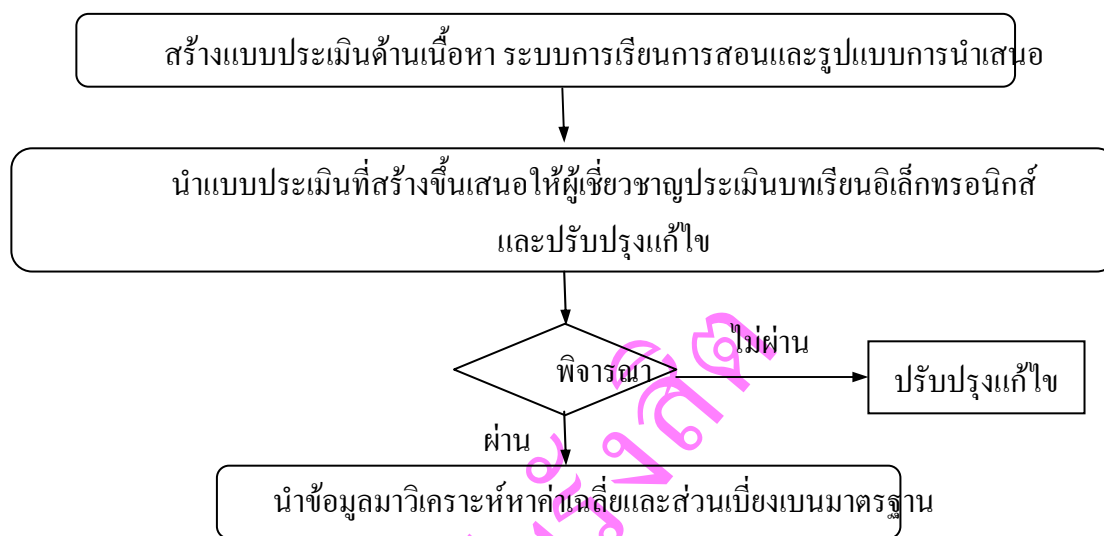 สร้างแบบประเมินด้านเนื้อหา ระบบการเรียนการสอนและรูปแบบการนำเสนอ
นำแบบประเมินที่สร้างขึ้นเสนอให้ผู้เชี่ยวชาญประเมินบทเรียนอิเล็กทรอนิกส์
และปรับปรุงแก้ไข
ไม่ผ่าน
พิจารณา
ปรับปรุงแก้ไข
ผ่าน
นำข้อมูลมาวิเคราะห์หาค่าเฉลี่ยและส่วนเบี่ยงเบนมาตรฐาน
รังสิต